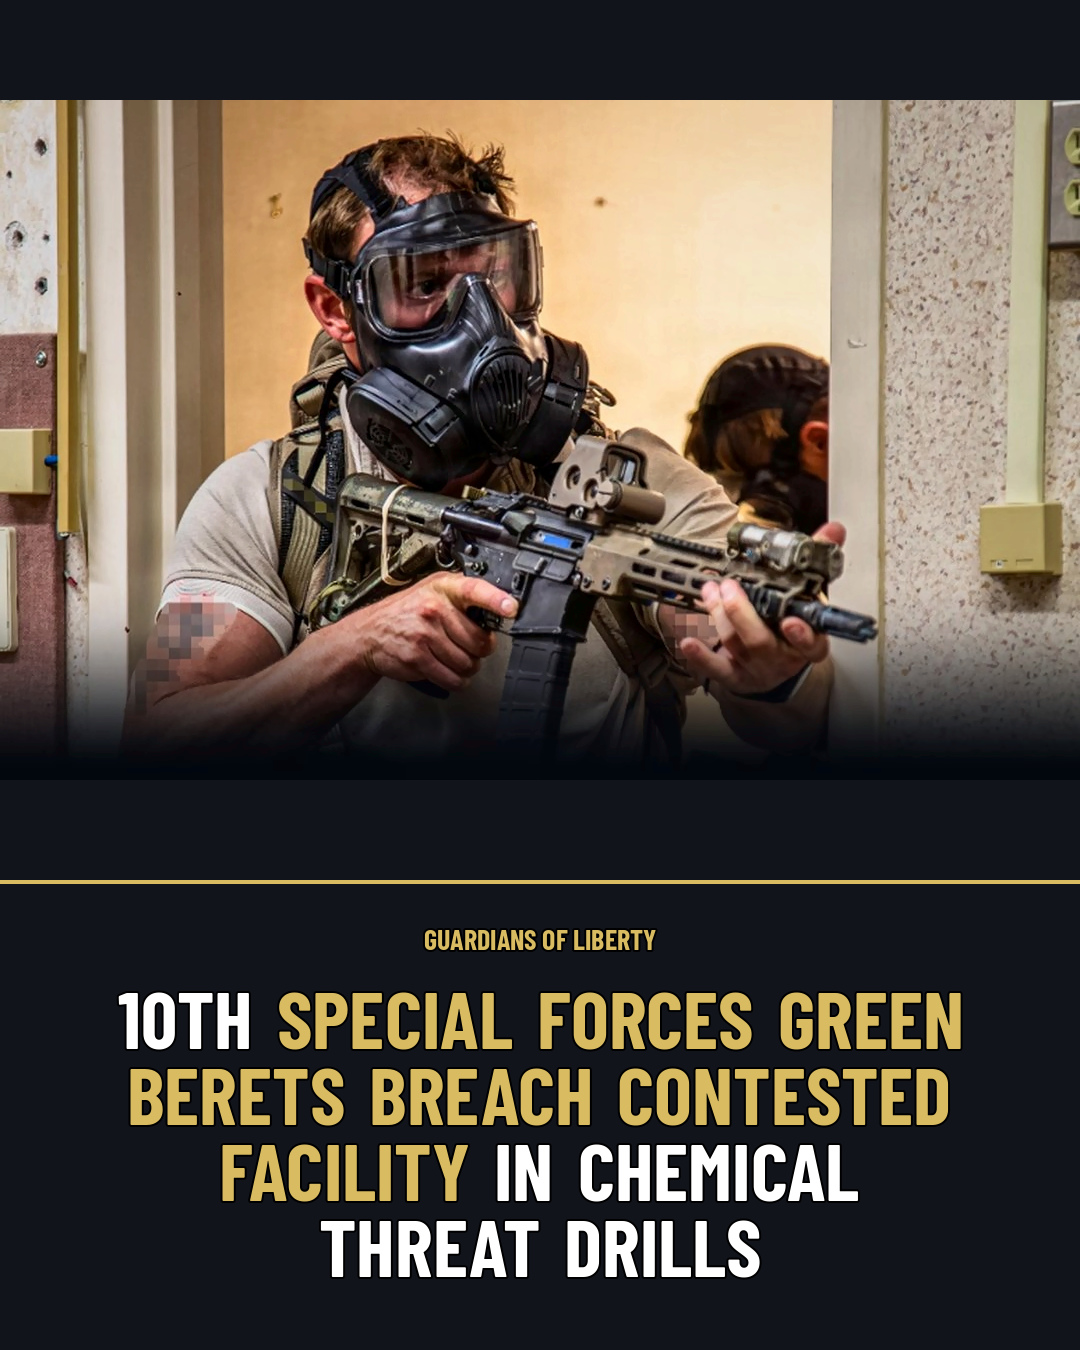 GUARDIANS OF LIBERTY
10TH SPECIAL FORCES GREEN
BERETS BREACH CONTESTED
FACILITY IN CHEMICAL
THREAT DRILLS